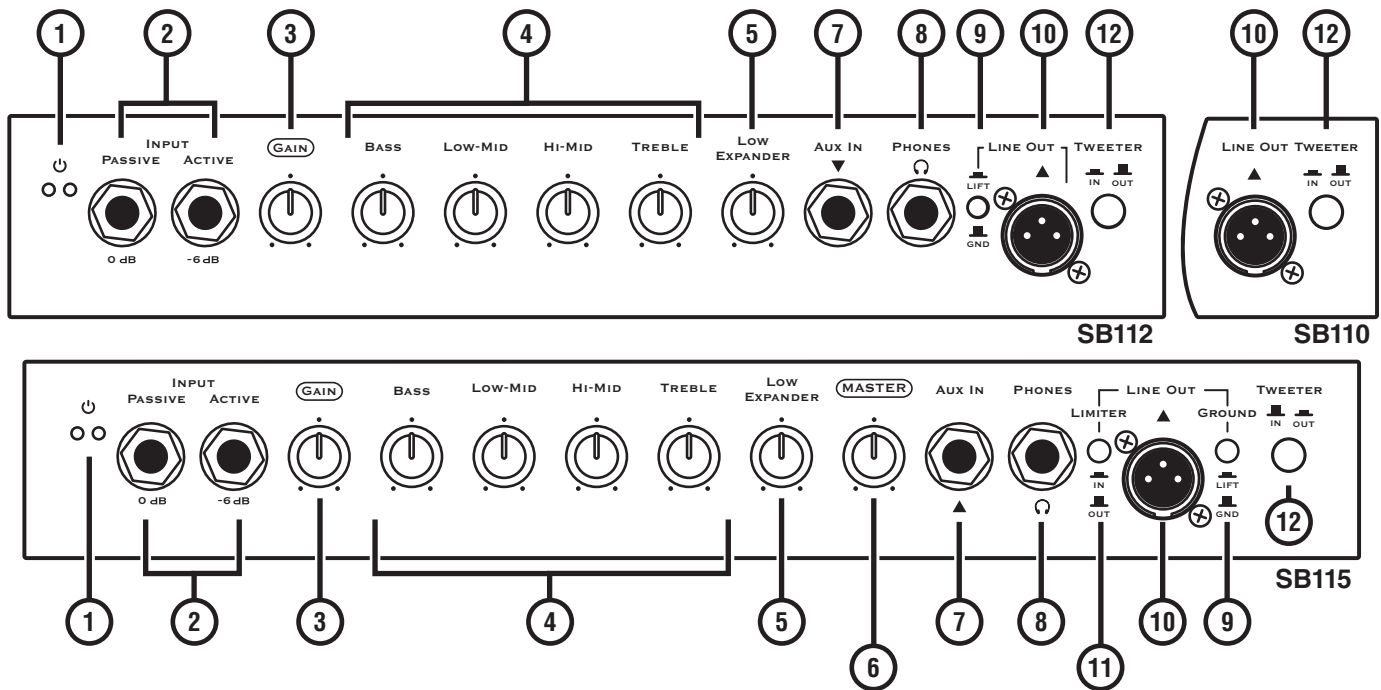 1 2 3 4 5 7 8 9 10 12 10 12
INPUT
PASSIVE ACTIVE GAIN BASS LOW-MID HI-MID TREBLE LOW EXPANDER AUX IN PHONES LINE OUT TWEETER
LIFT IN OUT
GND
0 dB -6 dB
SB112
LINE OUT TWEETER
IN OUT
SB110
INPUT
PASSIVE ACTIVE GAIN BASS LOW-MID HI-MID TREBLE LOW EXPANDER MASTER AUX IN PHONES LINE OUT TWEETER
LIMITER GROUND IN OUT
0 dB -6 dB
IN LIFT
OUT GND
12
SB115
1 2 3 4 5 7 8 10 9
6 11